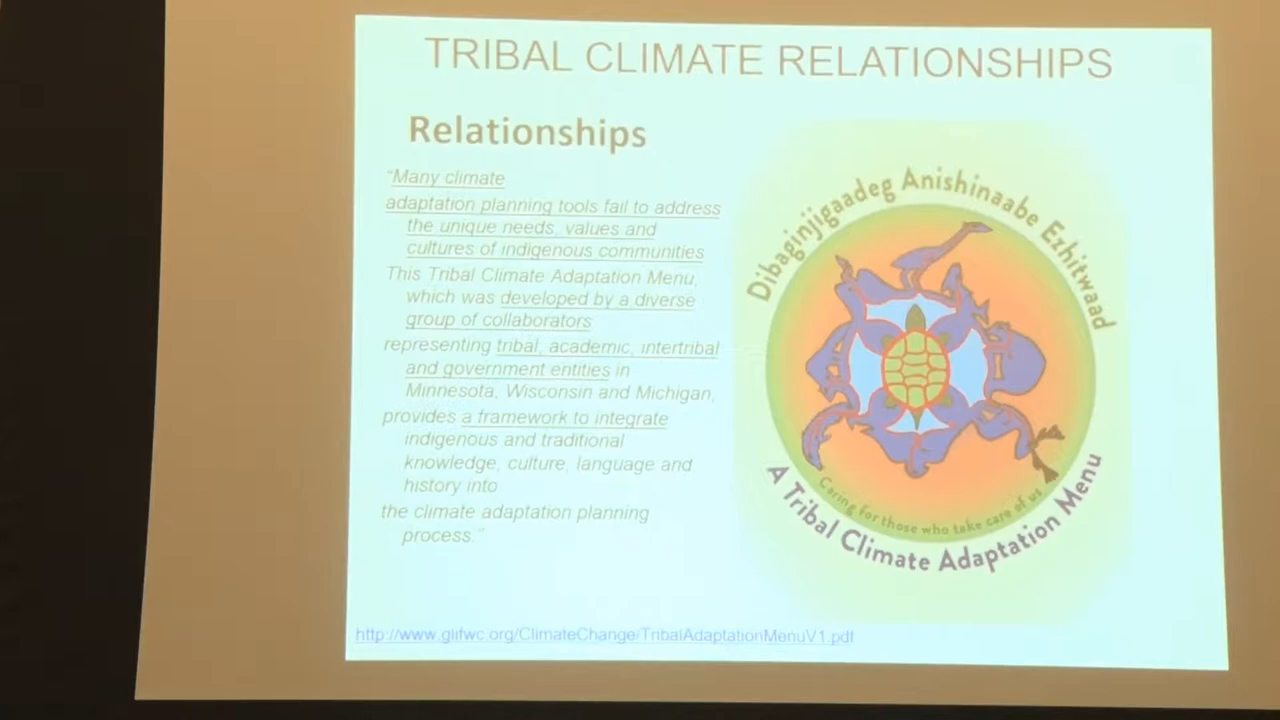 TRIBAL CLIMATE RELATIONSHIPS
Relationships
“Many climate
adaptation planning tools fail to address
the unique needs, values and
cultures of indigenous communities
This Tribal Climate Adaptation Menu,
which was developed by a diverse
group of collaborators
representing tribal, academic, intertribal
and government entities in
Minnesota, Wisconsin and Michigan,
provides a framework to integrate
indigenous and traditional
knowledge, culture, language and
history into
the climate adaptation planning
process.”
Dibaginjigaadeg Anishinaabe Ezhitwaad
Caring for those who take care of us
A Tribal Climate Adaptation Menu
http://www.glifwc.org/ClimateChange/TribalAdaptationMenuV1.pdf